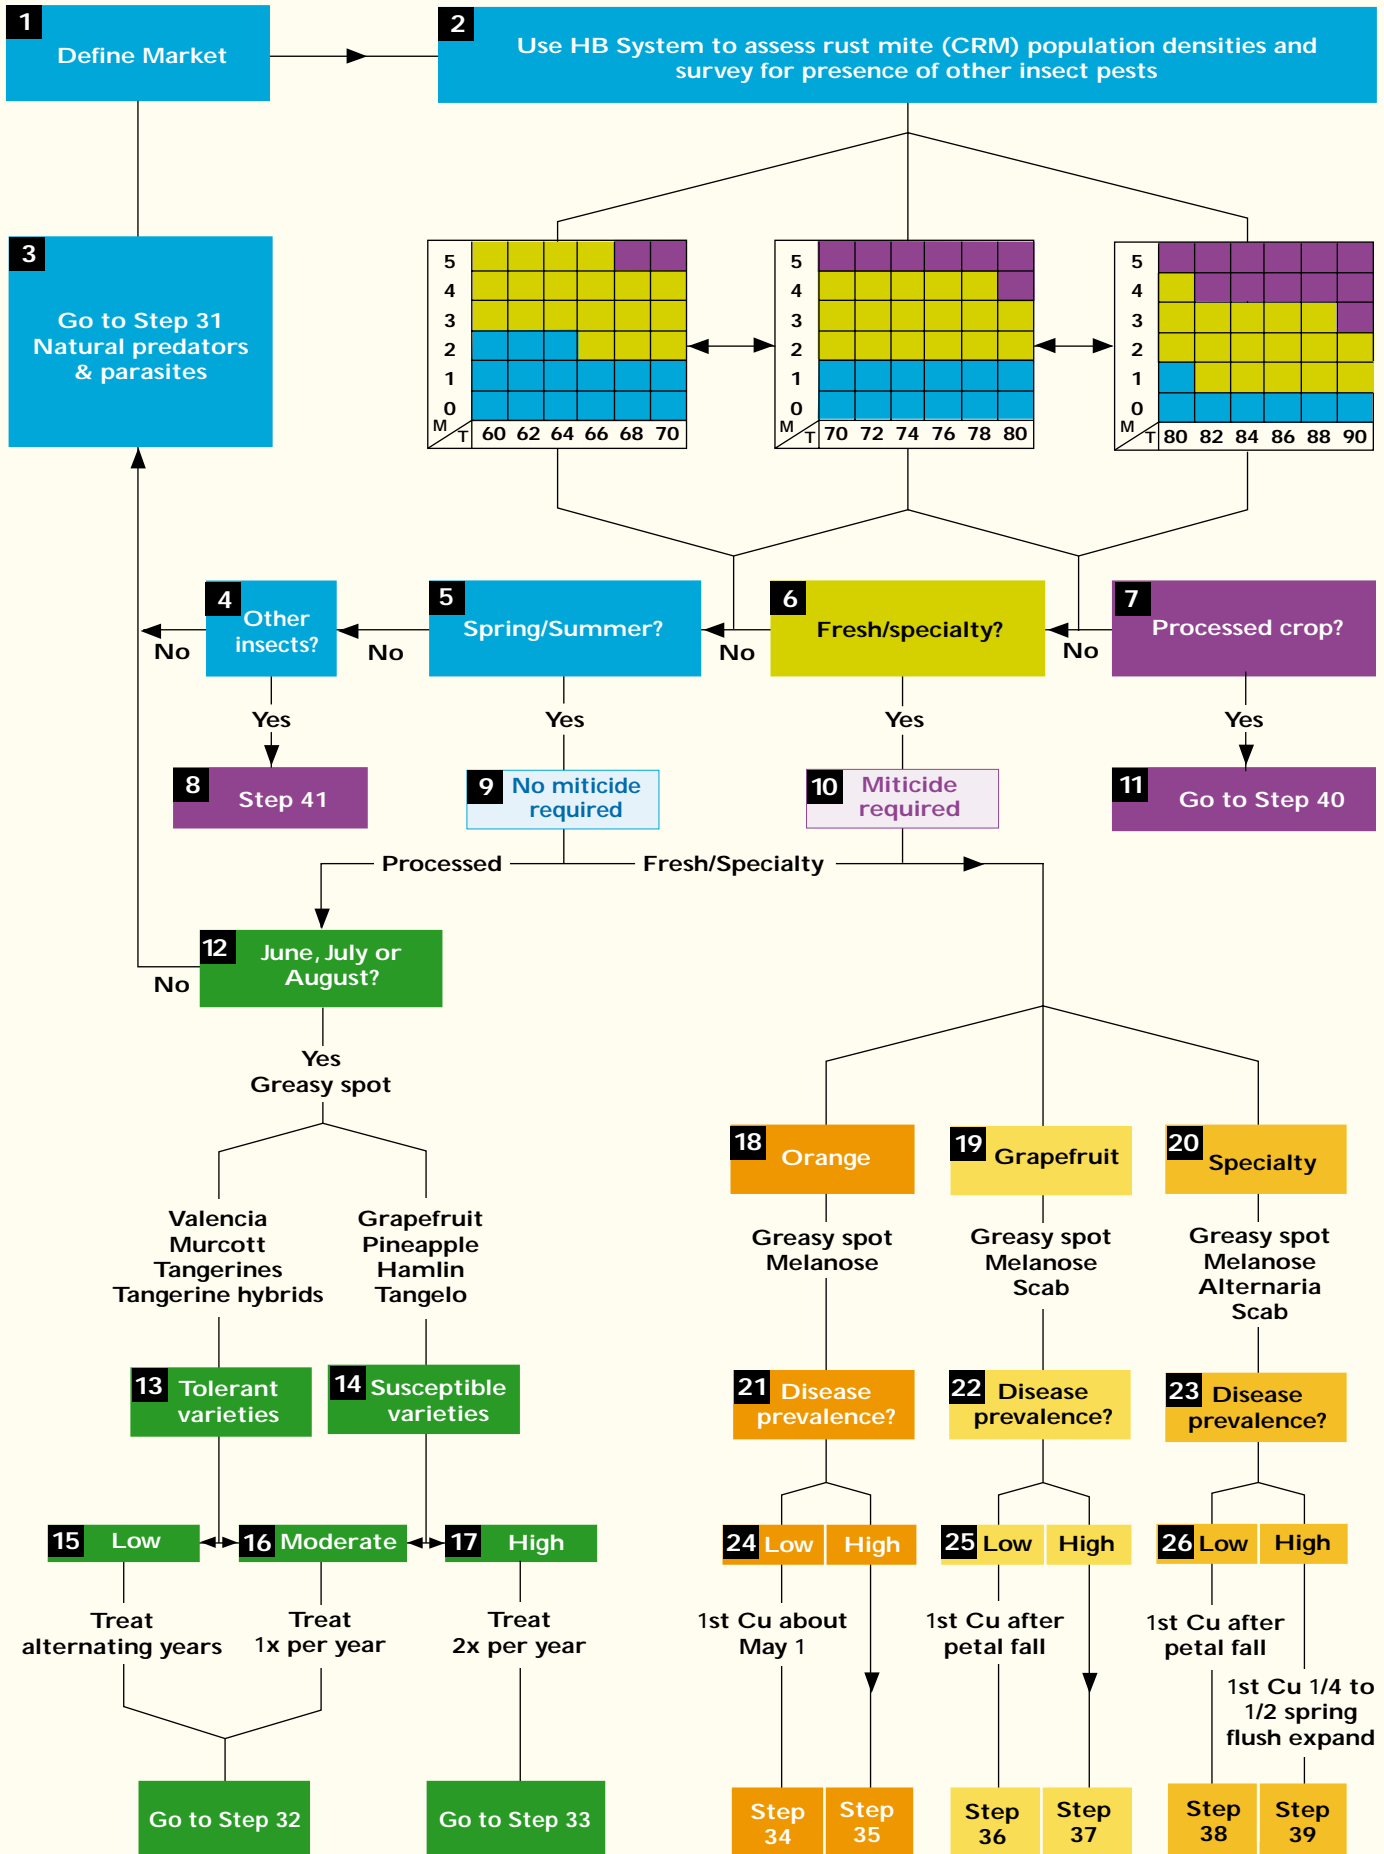 1
Define Market
2
Use HB System to assess rust mite (CRM) population densities and
survey for presence of other insect pests
3
Go to Step 31
Natural predators
& parasites
5
4
3
2
1
0
M
T
60 62 64 66 68 70
5
4
3
2
1
0
M
T
70 72 74 76 78 80
5
4
3
2
1
0
M
T
80 82 84 86 88 90
4
Other
insects?
5
Spring/Summer?
6
Fresh/specialty?
7
Processed crop?
No
No
No
No
Yes
Yes
Yes
Yes
8
Step 41
9
No miticide
required
10
Miticide
required
11
Go to Step 40
Processed
Fresh/Specialty
12
June, July or
August?
No
Yes
Greasy spot
Valencia
Murcott
Tangerines
Tangerine hybrids
Grapefruit
Pineapple
Hamlin
Tangelo
13
Tolerant
varieties
14
Susceptible
varieties
15
Low
16
Moderate
17
High
Treat
alternating years
Treat
1x per year
Treat
2x per year
Go to Step 32
Go to Step 33
18
Orange
19
Grapefruit
20
Specialty
Greasy spot
Melanose
Greasy spot
Melanose
Scab
Greasy spot
Melanose
Alternaria
Scab
21
Disease
prevalence?
22
Disease
prevalence?
23
Disease
prevalence?
24
Low
High
25
Low
High
26
Low
High
1st Cu about
May 1
1st Cu after
petal fall
1st Cu after
petal fall
1st Cu 1/4 to
1/2 spring
flush expand
Step
34
Step
35
Step
36
Step
37
Step
38
Step
39